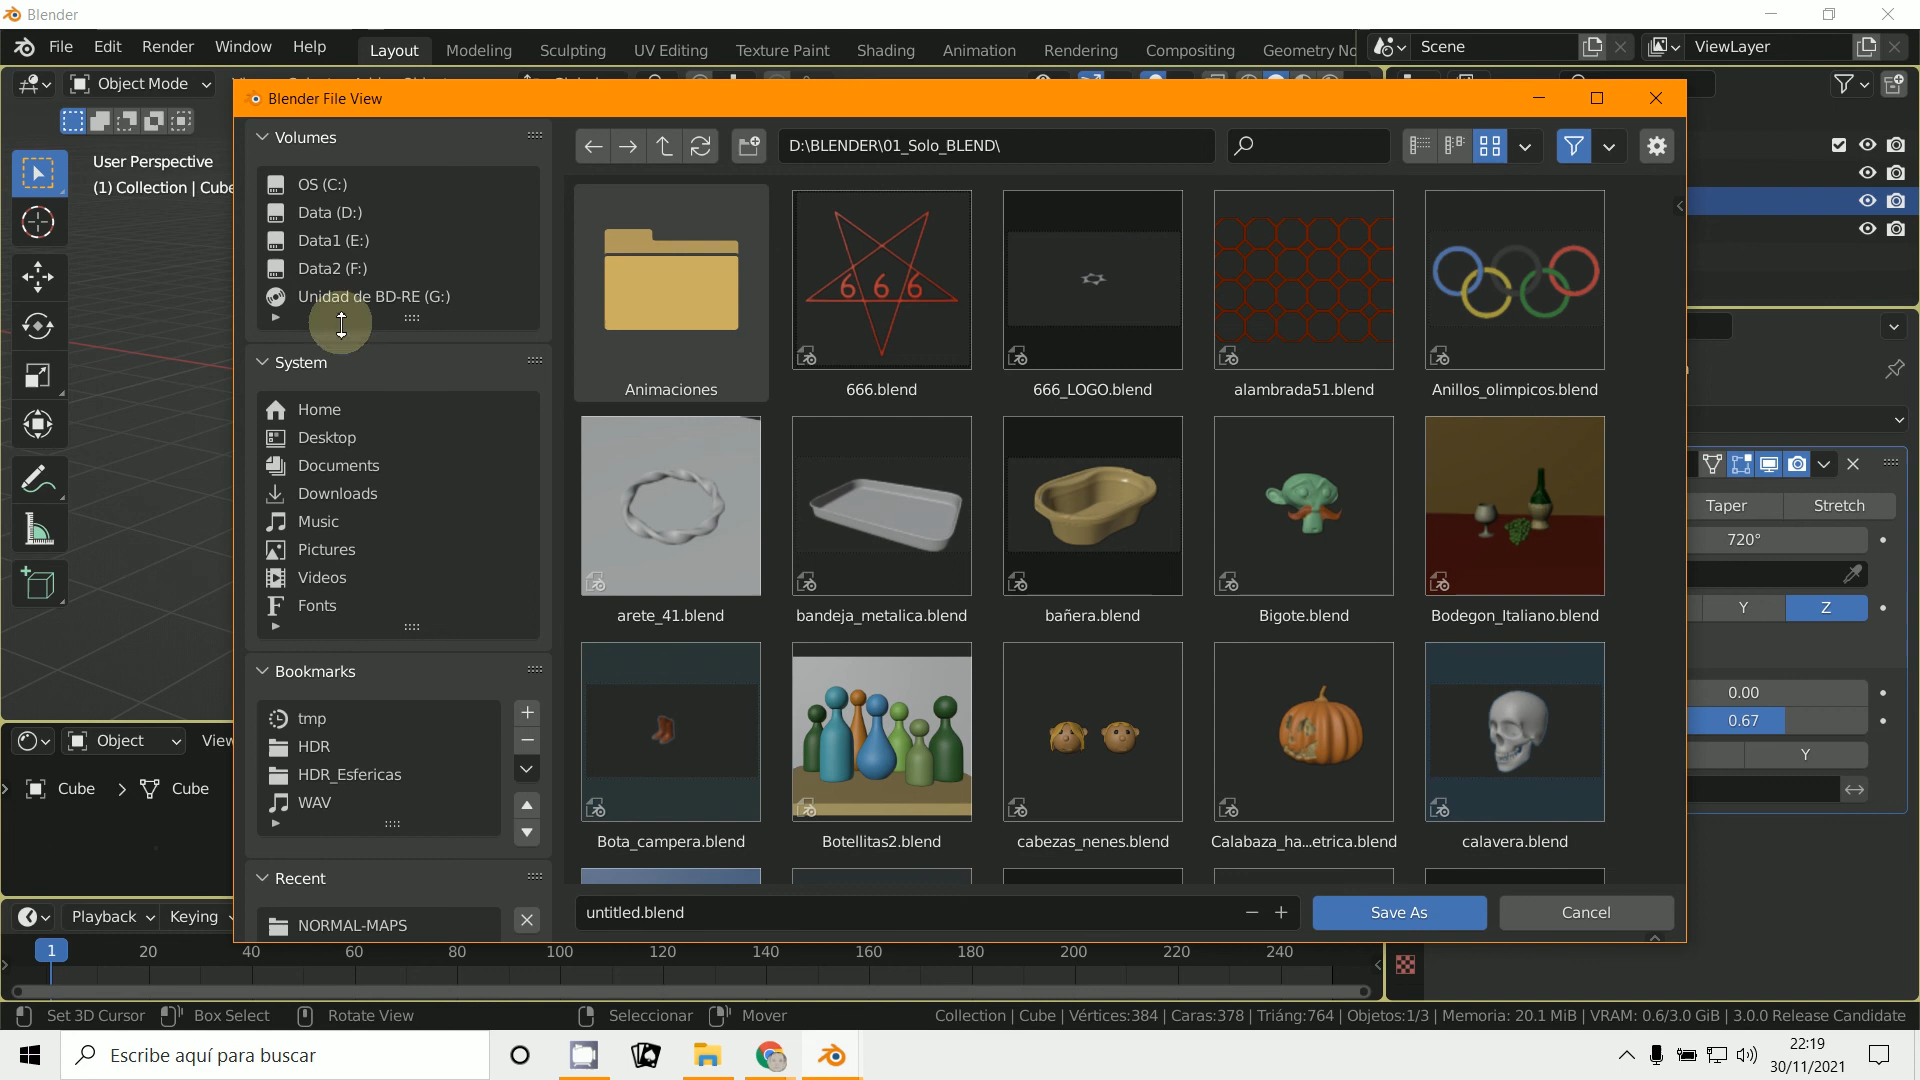 Blender
File Edit Render Window Help Layout Modeling Sculpting UV Editing Texture Paint Shading Animation Rendering Compositing Geometry No Scene ViewLayer
Object Mode
Blender File View
User Perspective
(1) Collection | Cube
Volumes
OS (C:)
Data (D:)
Data1 (E:)
Data2 (F:)
Unidad de BD-RE (G:)
System
Home
Desktop
Documents
Downloads
Music
Pictures
Videos
Fonts
Bookmarks
tmp
HDR
HDR_Esfericas
WAV
Recent
NORMAL-MAPS
D:\BLENDER\01_Solo_BLEND\
6 6 6
Animaciones 666.blend 666_LOGO.blend alambrada51.blend Anillos_olimpicos.blend
arete_41.blend bandeja_metalica.blend bañera.blend Bigote.blend Bodegon_Italiano.blend
Bota_campera.blend Botellitas2.blend cabezas_nenes.blend Calabaza_ha...etrica.blend calavera.blend
untitled.blend Save As Cancel
Taper Stretch
720°
Y Z
0.00
0.67
Y
Object View
Cube Cube
Playback Keying
1 20 40 60 80 100 120 140 160 180 200 220 240
Set 3D Cursor Box Select Rotate View Seleccionar Mover Collection | Cube | Vértices:384 | Caras:378 | Triáng:764 | Objetos:1/3 | Memoria: 20.1 MiB | VRAM: 0.6/3.0 GiB | 3.0.0 Release Candidate
Escribe aquí para buscar
22:19
30/11/2021